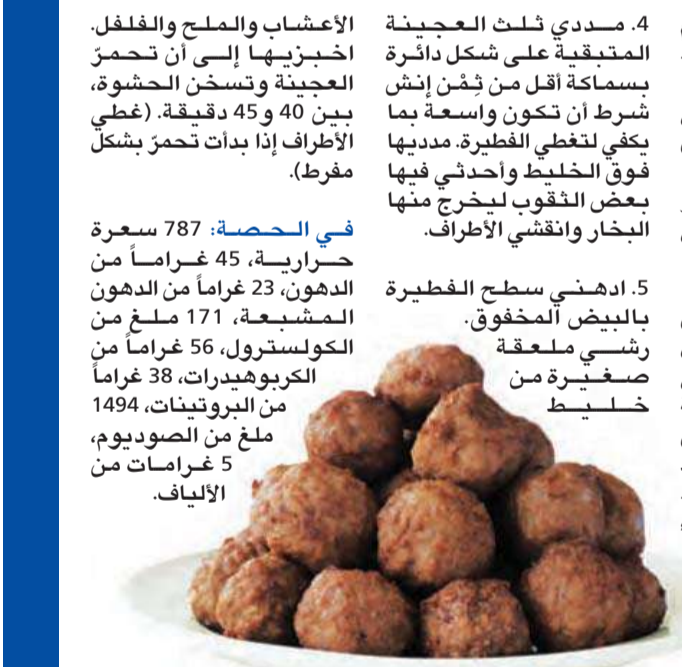 4. مددي ثلث العجينة
المتبقية على شكل دائرة
بسماكة أقل من ثِمْن إنش
شرط أن تكون واسعة بما
يكفي لتغطي الفطيرة. مدديها
فوق الخليط وأحدثي فيها
بعض الثقوب ليخرج منها
البخار وانقشي الأطراف.
5. ادهني سطح الفطيرة
بالبيض المخفوق.
رشي ملعقة
صغيرة من
خليط
الأعشاب والملح والفلفل.
اخبزيها إلى أن تحمرّ
العجينة وتسخن الحشوة،
بين 40 و45 دقيقة. (غطي
الأطراف إذا بدأت تحمرّ بشكل
مفرط).
في الحصة: 787 سعرة
حرارية، 45 غراماً من
الدهون، 23 غراماً من الدهون
المشبعة، 171 ملغ من
الكولسترول، 56 غراماً من
الكربوهيدرات، 38 غراماً
من البروتينات، 1494
ملغ من الصوديوم،
5 غرامات من
الألياف.